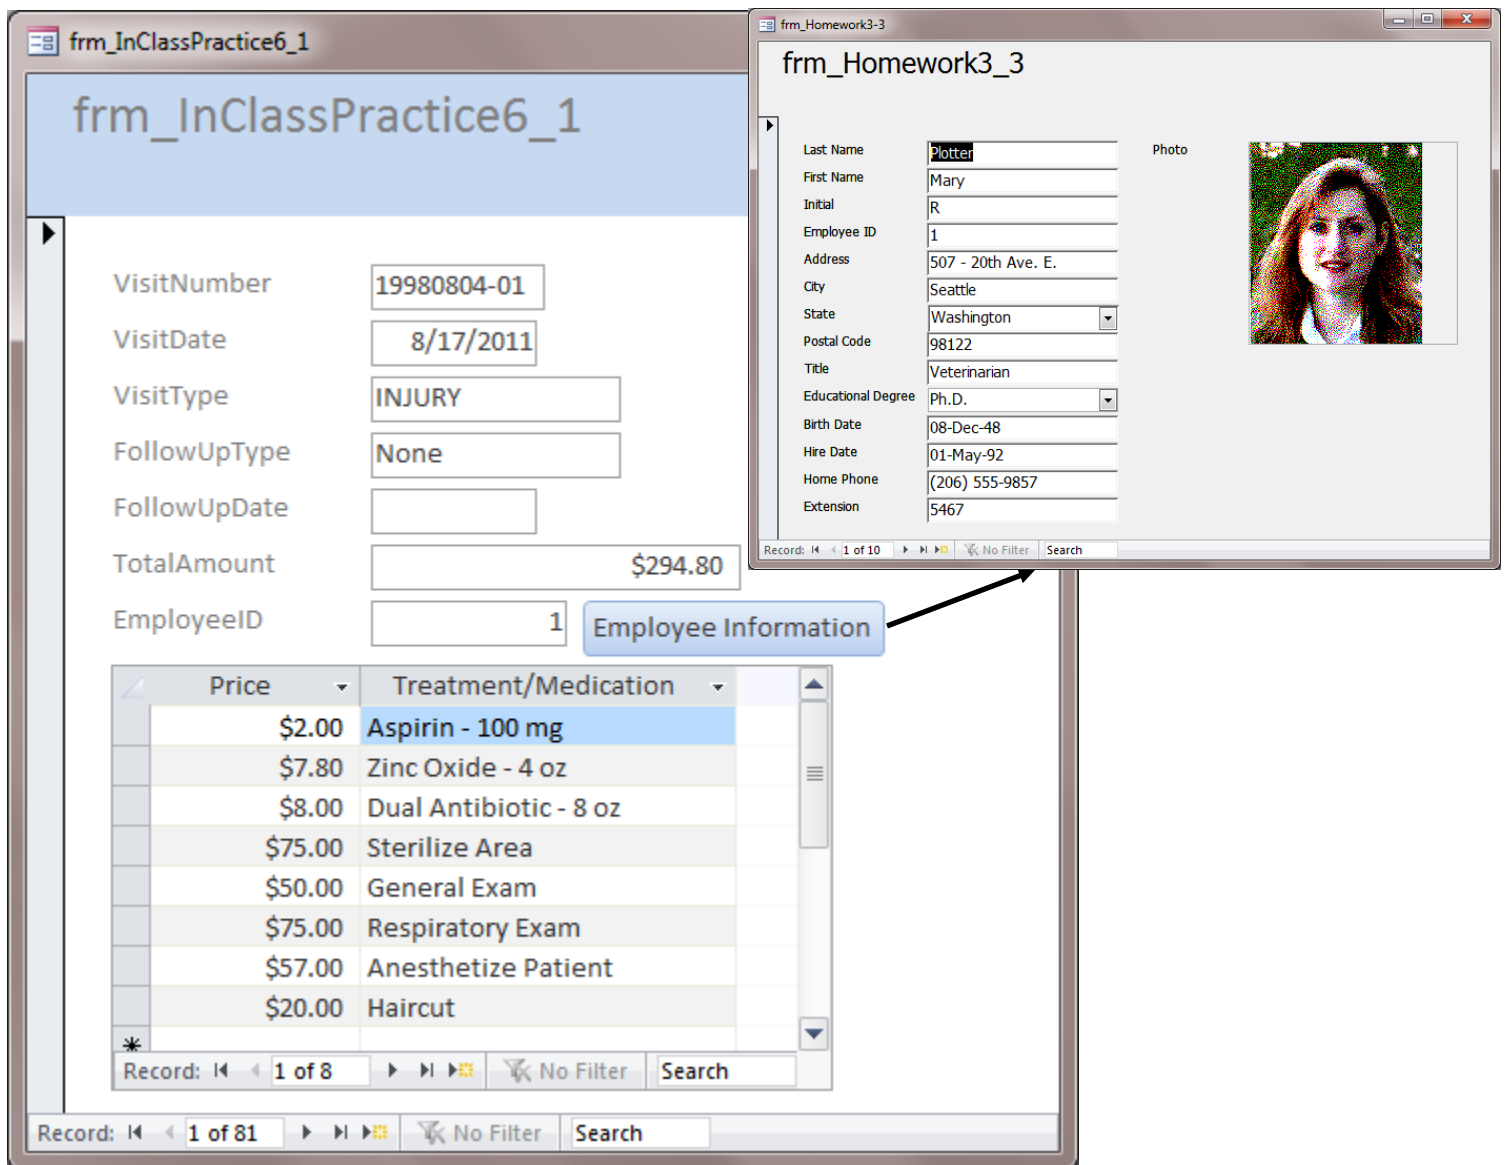 frm_InClassPractice6_1
frm_InClassPractice6_1
VisitNumber 19980804-01
VisitDate 8/17/2011
VisitType INJURY
FollowUpType None
FollowUpDate
TotalAmount $294.80
EmployeeID 1 Employee Information
Price Treatment/Medication
$2.00 Aspirin - 100 mg
$7.80 Zinc Oxide - 4 oz
$8.00 Dual Antibiotic - 8 oz
$75.00 Sterilize Area
$50.00 General Exam
$75.00 Respiratory Exam
$57.00 Anesthetize Patient
$20.00 Haircut
Record: 1 of 8 No Filter Search
Record: 1 of 81 No Filter Search
frm_Homework3-3
frm_Homework3_3
Last Name Plotter Photo
First Name Mary
Initial R
Employee ID 1
Address 507 - 20th Ave. E.
City Seattle
State Washington
Postal Code 98122
Title Veterinarian
Educational Degree Ph.D.
Birth Date 08-Dec-48
Hire Date 01-May-92
Home Phone (206) 555-9857
Extension 5467
Record: 1 of 10 No Filter Search